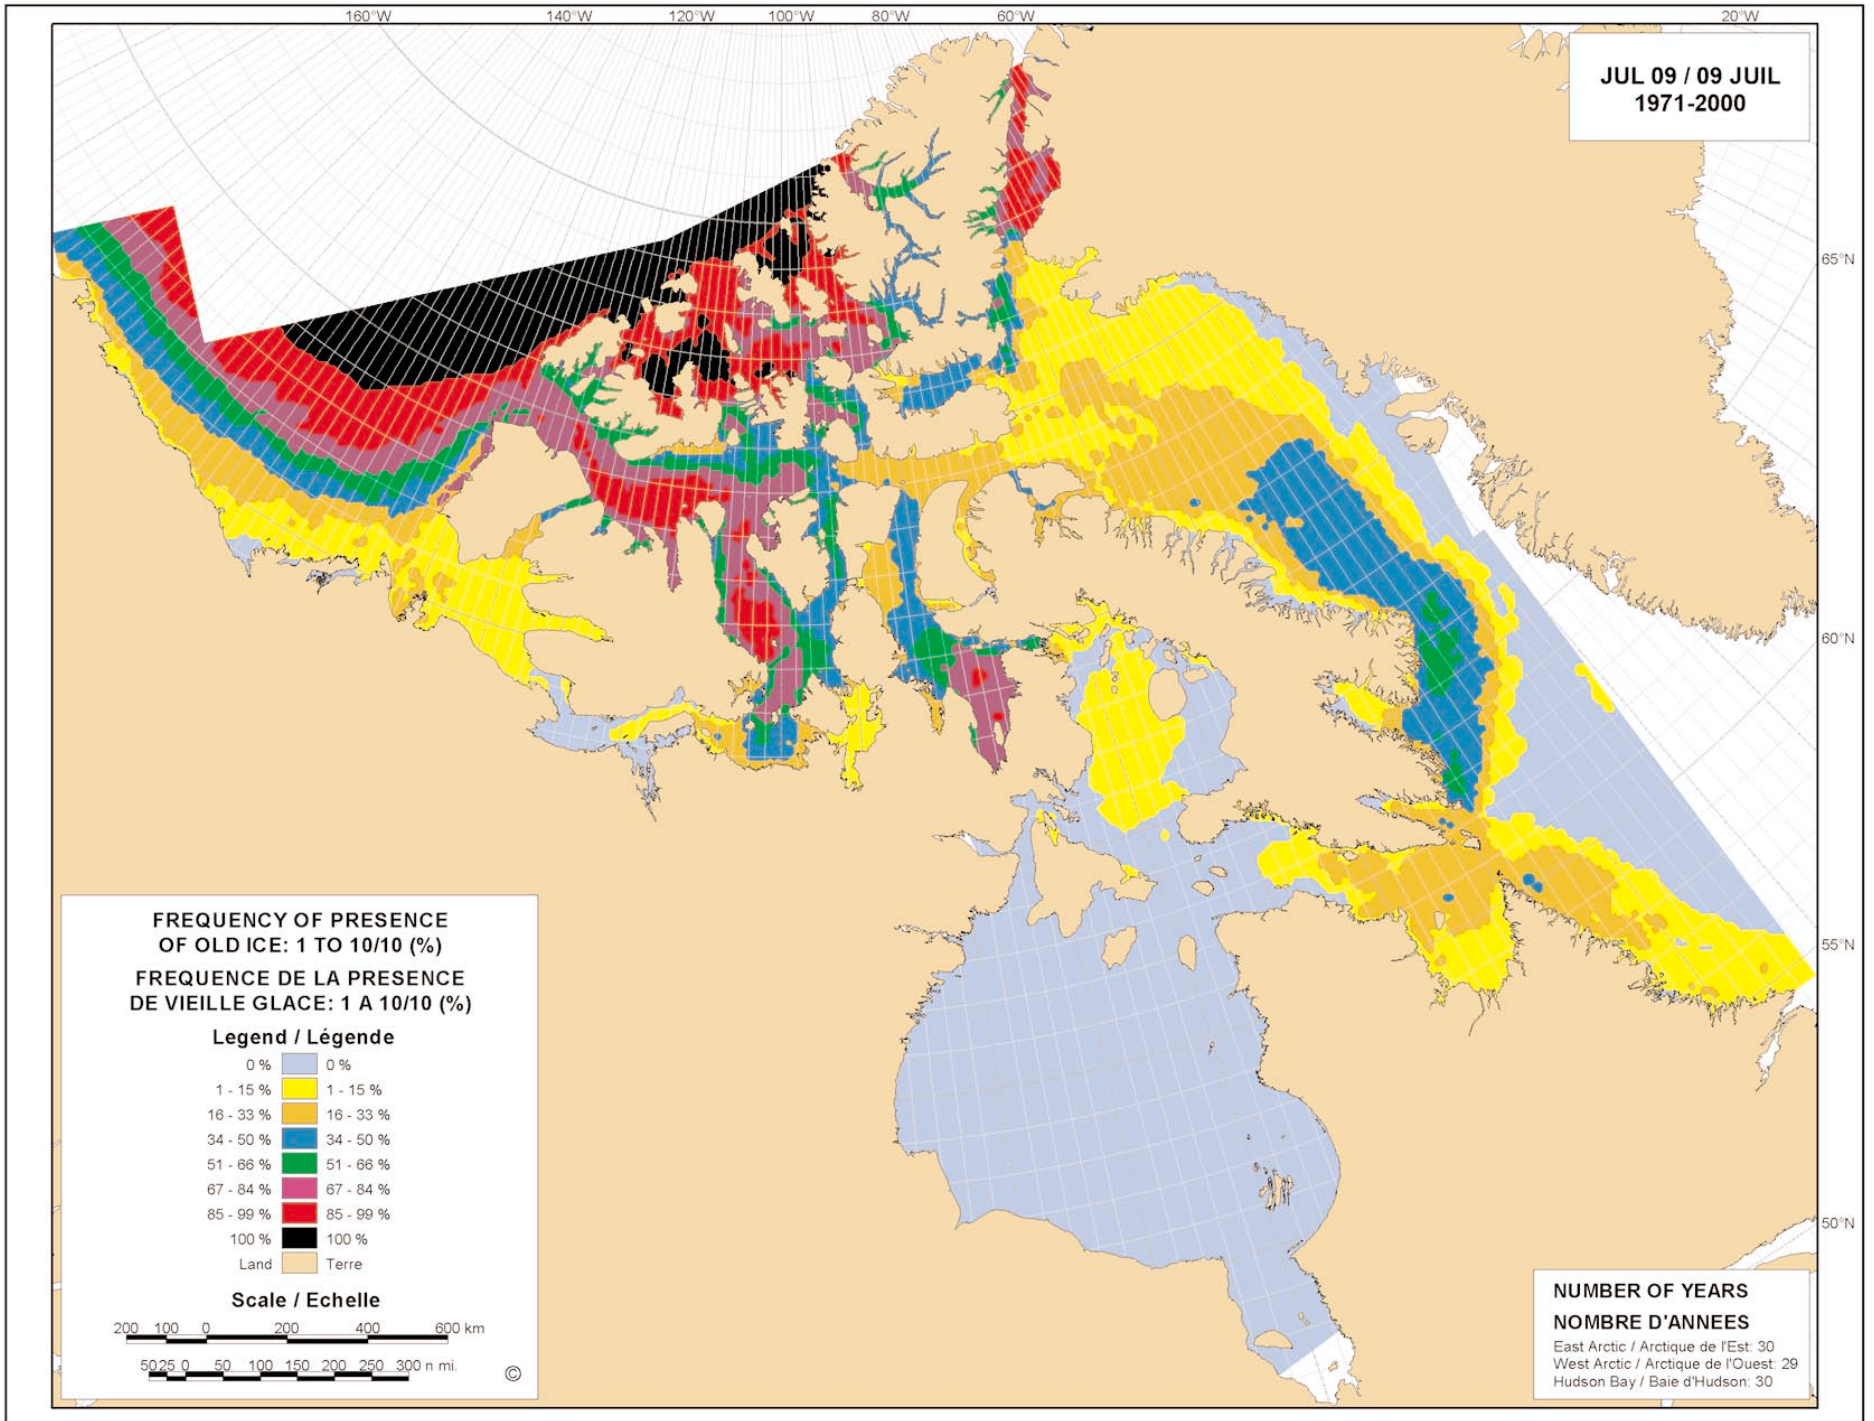 160°W 140°W 120°W 100°W 80°W 60°W 20°W
JUL 09 / 09 JUIL
1971-2000
65°N
60°N
55°N
50°N
FREQUENCY OF PRESENCE
OF OLD ICE: 1 TO 10/10 (%)
FREQUENCE DE LA PRESENCE
DE VIEILLE GLACE: 1 A 10/10 (%)
Legend / Légende
0 % 0 %
1 - 15 % 1 - 15 %
16 - 33 % 16 - 33 %
34 - 50 % 34 - 50 %
51 - 66 % 51 - 66 %
67 - 84 % 67 - 84 %
85 - 99 % 85 - 99 %
100 % 100 %
Land Terre
Scale / Echelle
200 100 0 200 400 600 km
50 25 0 50 100 150 200 250 300 n mi.
©
NUMBER OF YEARS
NOMBRE D'ANNEES
East Arctic / Arctique de l'Est: 30
West Arctic / Arctique de l'Ouest: 29
Hudson Bay / Baie d'Hudson: 30